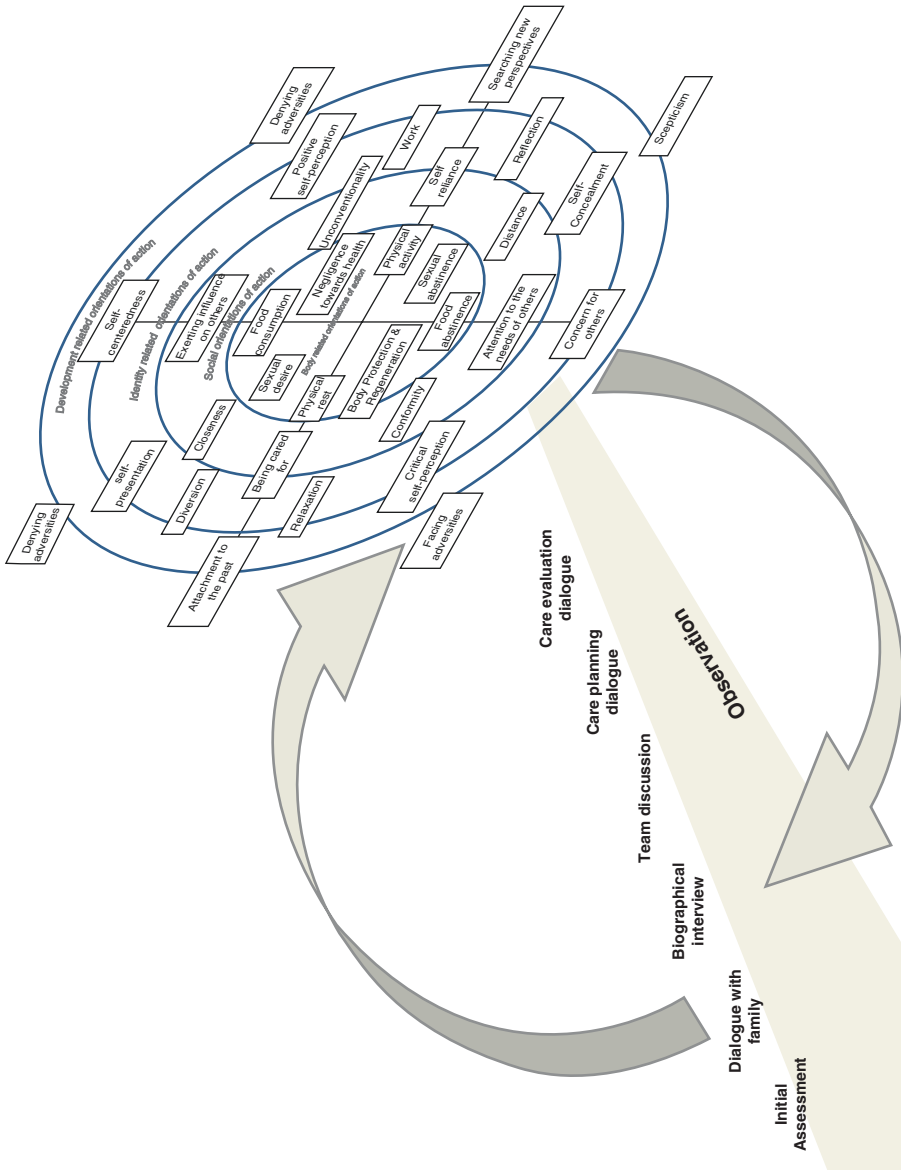 Searching new
perspectives
Denying
adversities
Scepticism
Positive
self-perception
Work
Reflection
Unconventionality
Self
reliance
Self-
Concealment
Development related orientations of action
Self-
centeredness
Identity related orientations of action
Exerting influence
on others
Social orientations of action
Food
consumption
Negligence
towards health
Physical
activity
Distance
Sexual
abstinence
Body related orientations of action
Sexual
desire
Food
abstinence
Attention to the
needs of others
Concern for
others
Physical
rest
Body Protection &
Regeneration
Closeness
Being cared
for
Conformity
self-
presentation
Diversion
Relaxation
Critical
self-perception
Denying
adversities
Attachment to
the past
Facing
adversities
Care evaluation
dialogue
Care planning
dialogue
Observation
Team discussion
Biographical
interview
Dialogue with
family
Initial
Assessment